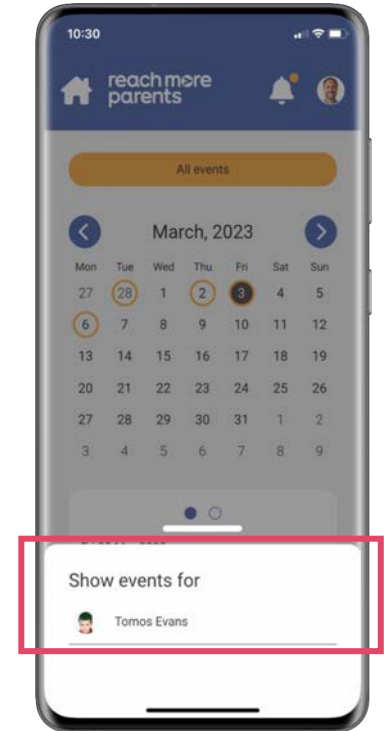 10:30
reach more
parents
All events
March, 2023
Mon Tue Wed Thu Fri Sat Sun
27 28 1 2 3 4 5
6 7 8 9 10 11 12
13 14 15 16 17 18 19
20 21 22 23 24 25 26
27 28 29 30 31 1 2
3 4 5 6 7 8 9
Show events for
Tomos Evans